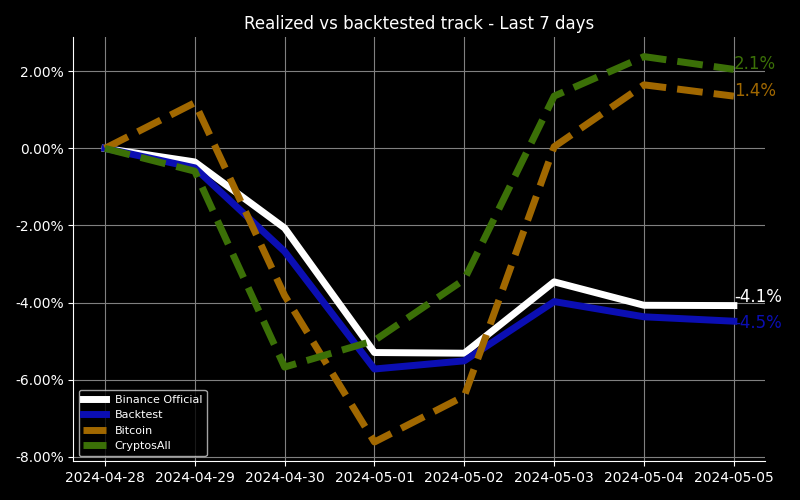 Realized vs backtested track - Last 7 days
2.00%
0.00%
-2.00%
-4.00%
-6.00%
-8.00%
2.1%
1.4%
-4.1%
-4.5%
Binance Official
Backtest
Bitcoin
CryptosAll
2024-04-28 2024-04-29 2024-04-30 2024-05-01 2024-05-02 2024-05-03 2024-05-04 2024-05-05